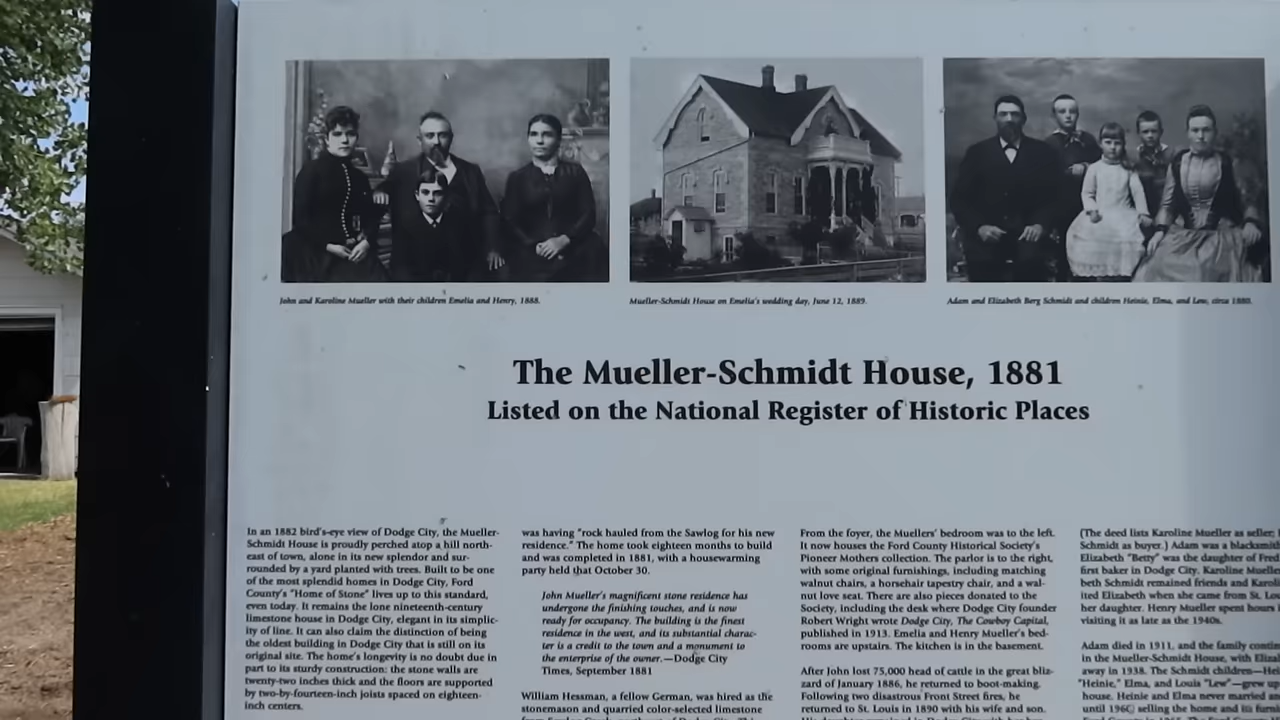 John and Karoline Mueller with their children Emelia and Henry, 1888.
Mueller-Schmidt House on Emelia's wedding day, June 12, 1889.
Adam and Elizabeth Berg Schmidt and children Heinie, Elma, and Lew, circa 1880.
The Mueller-Schmidt House, 1881
Listed on the National Register of Historic Places
In an 1882 bird's-eye view of Dodge City, the Mueller-
Schmidt House is proudly perched atop a hill north-
east of town, alone in its new splendor and sur-
rounded by a yard planted with trees. Built to be one
of the most splendid homes in Dodge City, Ford
County's "Home of Stone" lives up to this standard,
even today. It remains the lone nineteenth-century
limestone house in Dodge City, elegant in its simplic-
ity of line. It can also claim the distinction of being
the oldest building in Dodge City that is still on its
original site. The home's longevity is no doubt due in
part to its sturdy construction: the stone walls are
twenty-two inches thick and the floors are supported
by two-by-fourteen-inch joists spaced on eighteen-
inch centers.
was having "rock hauled from the Sawlog for his new
residence." The home took eighteen months to build
and was completed in 1881, with a housewarming
party held that October 30.
John Mueller's magnificent stone residence has
undergone the finishing touches, and is now
ready for occupancy. The building is the finest
residence in the west, and its substantial charac-
ter is a credit to the town and a monument to
the enterprise of the owner.—Dodge City
Times, September 1881
William Hessman, a fellow German, was hired as the
stonemason and quarried color-selected limestone
From the foyer, the Muellers' bedroom was to the left.
It now houses the Ford County Historical Society's
Pioneer Mothers collection. The parlor is to the right,
with some original furnishings, including matching
walnut chairs, a horsehair tapestry chair, and a wal-
nut love seat. There are also pieces donated to the
Society, including the desk where Dodge City founder
Robert Wright wrote Dodge City, The Cowboy Capital,
published in 1913. Emelia and Henry Mueller's bed-
rooms are upstairs. The kitchen is in the basement.
After John lost 75,000 head of cattle in the great bliz-
zard of January 1886, he returned to boot-making.
Following two disastrous Front Street fires, he
returned to St. Louis in 1890 with his wife and son.
(The deed lists Karoline Mueller as seller;
Schmidt as buyer.) Adam was a blacksmith
Elizabeth "Betty" was the daughter of Fred
first baker in Dodge City. Karoline Mueller
beth Schmidt remained friends and Karol
ited Elizabeth when she came from St. Lou
her daughter. Henry Mueller spent hours
visiting it as late as the 1940s.
Adam died in 1911, and the family contin
in the Mueller-Schmidt House, with Elizab
away in 1938. The Schmidt children—Hei
"Heinie," Elma, and Louis "Lew"—grew up
house. Heinie and Elma never married an
selling the home and its furni